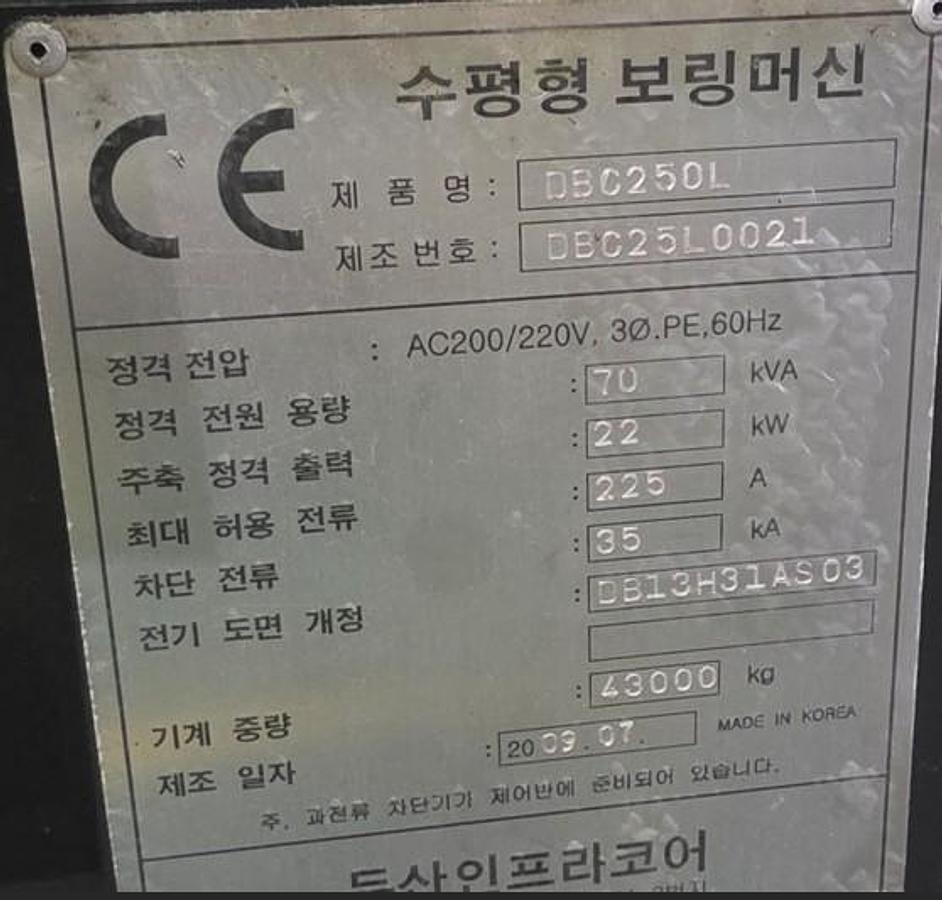 CE
수평형 보링머신
제 품 명 : DBC250L
제조 번호 : DBC25L0021
정격 전압 : AC200/220V, 3Ø.PE,60Hz
정격 전원 용량 : 70 kVA
주축 정격 출력 : 22 kW
최대 허용 전류 : 225 A
차단 전류 : 35 kA
전기 도면 개정 : DB13H31AS03
기계 중량 : 43000 kg
제조 일자 : 2009.07. MADE IN KOREA
주. 과전류 차단기가 제어반에 준비되어 있습니다.
두산인프라코어